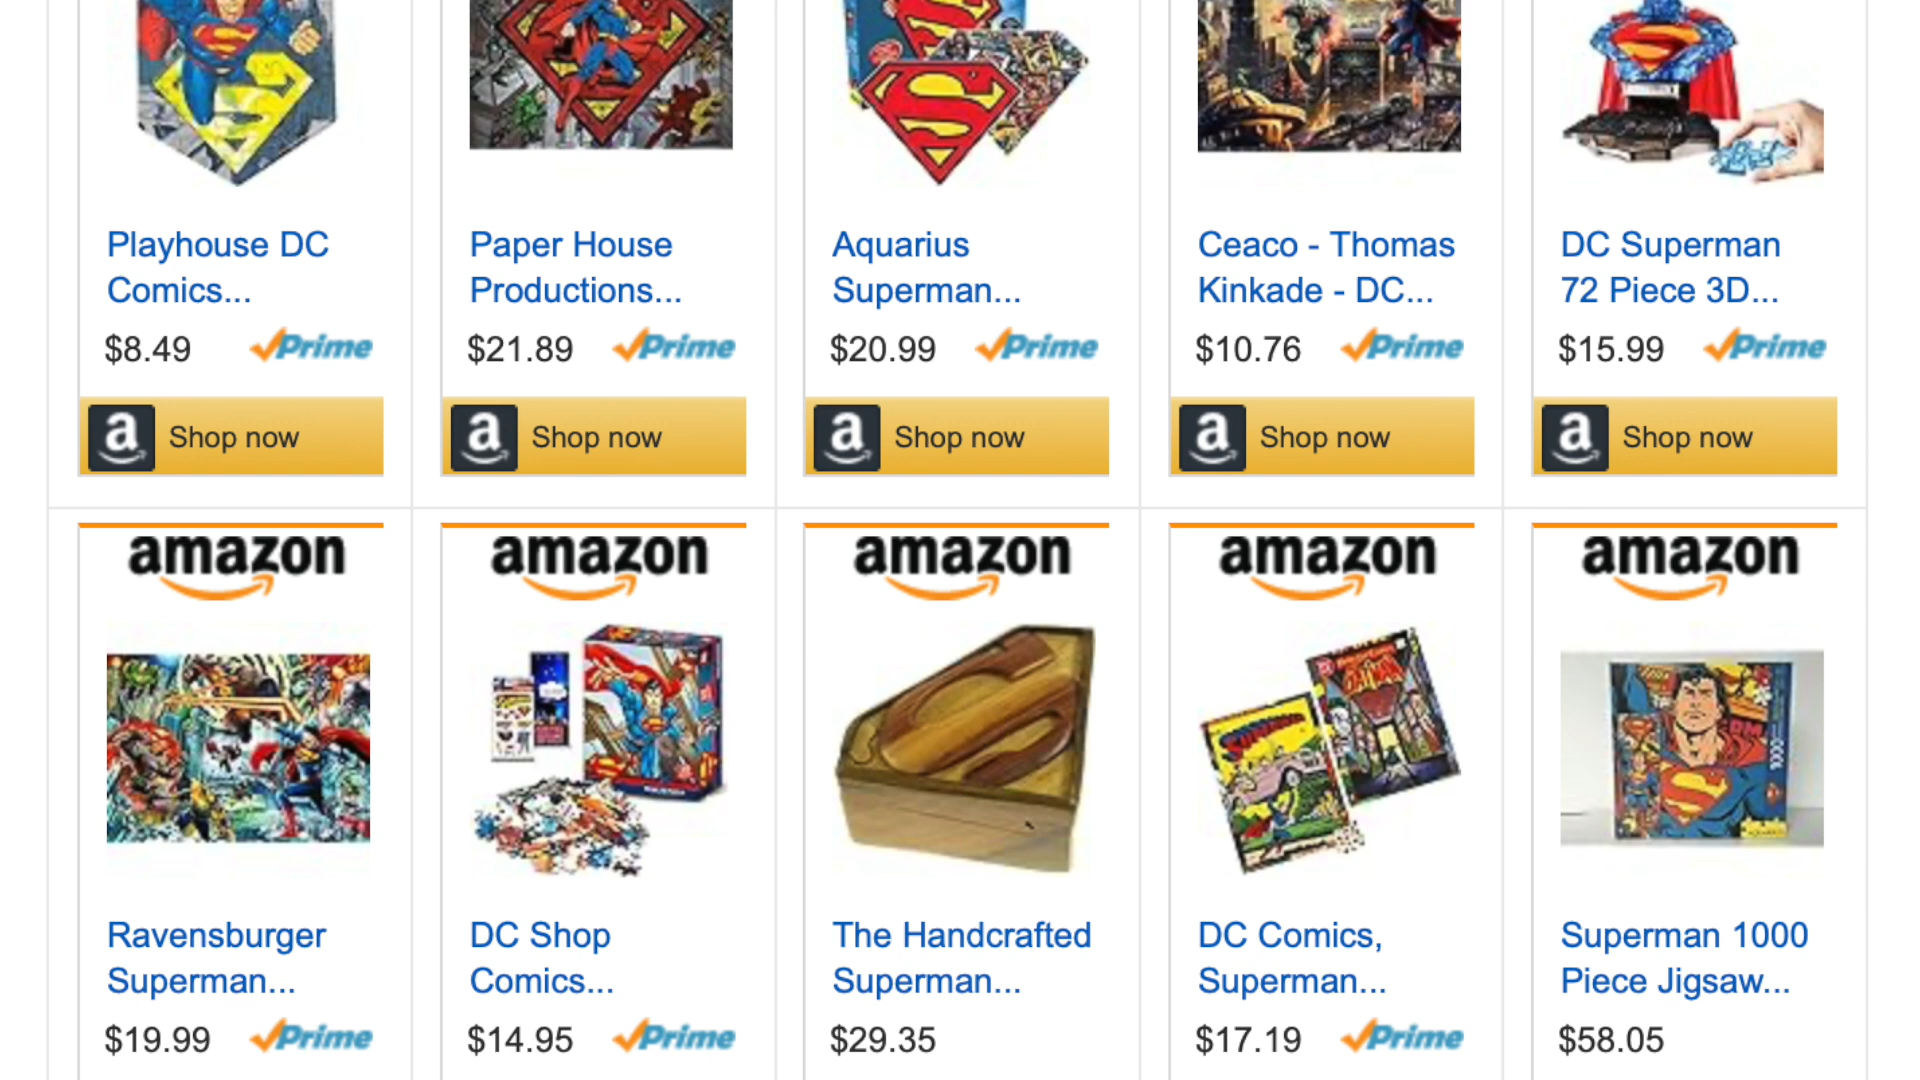 Playhouse DC
Comics...
$8.49 Prime
a Shop now
Paper House
Productions...
$21.89 Prime
a Shop now
Aquarius
Superman...
$20.99 Prime
a Shop now
Ceaco - Thomas
Kinkade - DC...
$10.76 Prime
a Shop now
DC Superman
72 Piece 3D...
$15.99 Prime
a Shop now
amazon
Ravensburger
Superman...
$19.99 Prime
amazon
DC Shop
Comics...
$14.95 Prime
amazon
The Handcrafted
Superman...
$29.35
amazon
SUPERMAN
BATMAN
DC Comics,
Superman...
$17.19 Prime
amazon
1000
Superman 1000
Piece Jigsaw...
$58.05